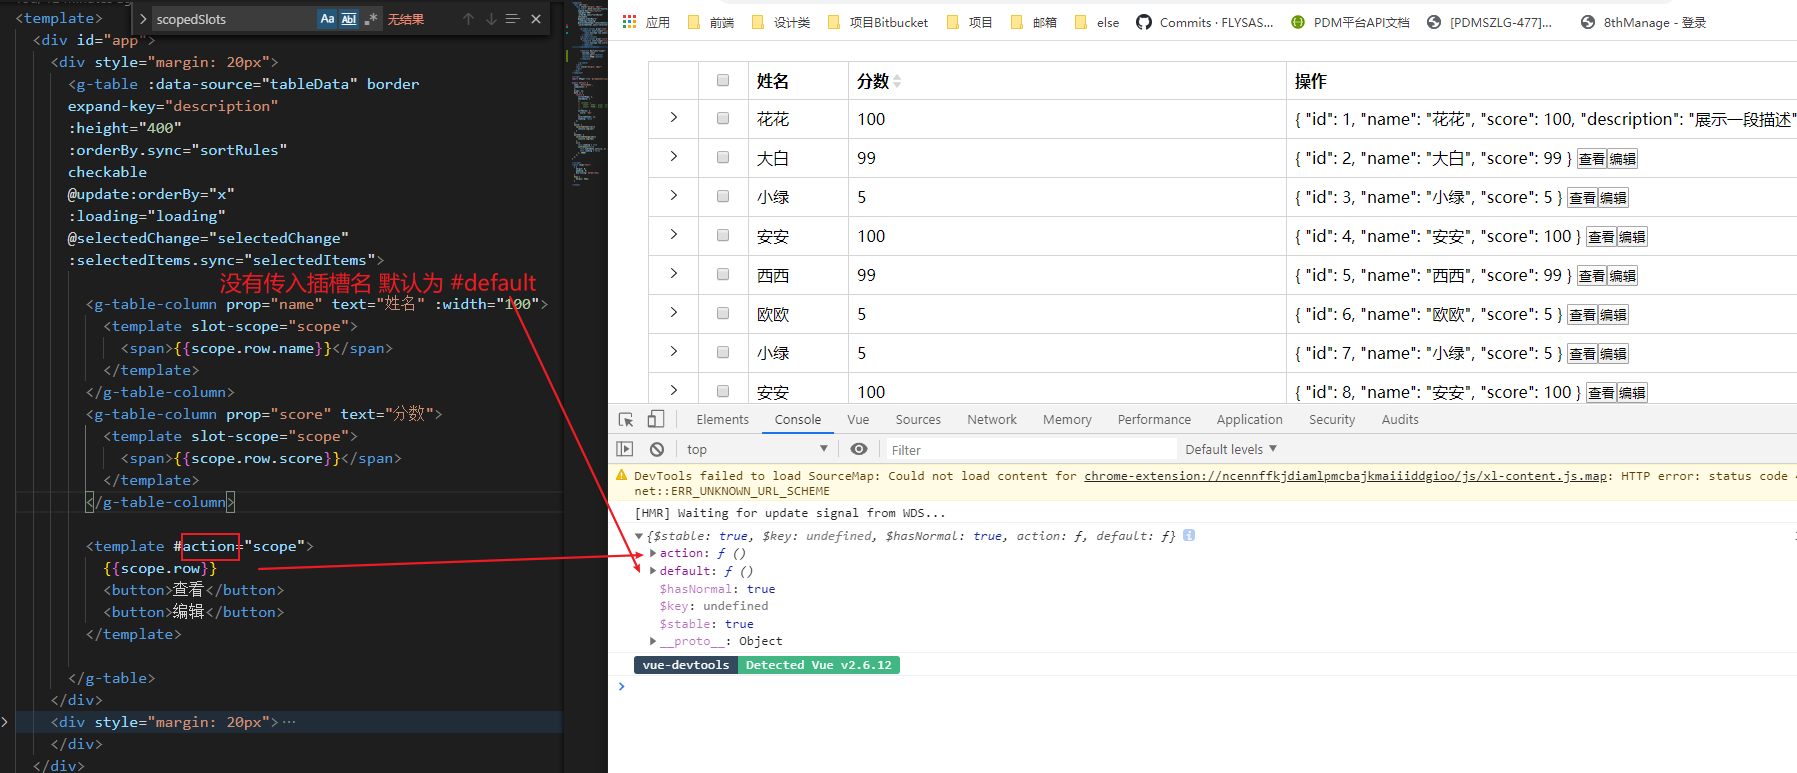 <template>
<div id="app">
<div style="margin: 20px">
<g-table :data-source="tableData" border
expand-key="description"
:height="400"
:orderBy.sync="sortRules"
checkable
@update:orderBy="x"
:loading="loading"
@selectedChange="selectedChange"
:selectedItems.sync="selectedItems">
没有传入插槽名 默认为 #default
<g-table-column prop="name" text="姓名" :width="100">
<template slot-scope="scope">
<span>{{scope.row.name}}</span>
</template>
</g-table-column>
<g-table-column prop="score" text="分数">
<template slot-scope="scope">
<span>{{scope.row.score}}</span>
</template>
</g-table-column>
<template #action="scope">
{{scope.row}}
<button>查看</button>
<button>编辑</button>
</template>
</g-table>
</div>
<div style="margin: 20px">···
</div>
</div>
scopedSlots Aa Abl .* 无结果
应用 前端 设计类 项目Bitbucket 项目 邮箱 else Commits · FLYSAS... PDM平台API文档 [PDMSZLG-477]... 8thManage - 登录
姓名 分数 操作
花花 100 { "id": 1, "name": "花花", "score": 100, "description": "展示一段描述"
大白 99 { "id": 2, "name": "大白", "score": 99 } 查看 编辑
小绿 5 { "id": 3, "name": "小绿", "score": 5 } 查看 编辑
安安 100 { "id": 4, "name": "安安", "score": 100 } 查看 编辑
西西 99 { "id": 5, "name": "西西", "score": 99 } 查看 编辑
欧欧 5 { "id": 6, "name": "欧欧", "score": 5 } 查看 编辑
小绿 5 { "id": 7, "name": "小绿", "score": 5 } 查看 编辑
安安 100 { "id": 8, "name": "安安", "score": 100 } 查看 编辑
Elements Console Vue Sources Network Memory Performance Application Security Audits
top Filter Default levels
DevTools failed to load SourceMap: Could not load content for chrome-extension://ncennffkjdiamlpmcbajkmaiiiddgioo/js/xl-content.js.map: HTTP error: status code
net::ERR_UNKNOWN_URL_SCHEME
[HMR] Waiting for update signal from WDS...
{$stable: true, $key: undefined, $hasNormal: true, action: ƒ, default: ƒ}
action: ƒ ()
default: ƒ ()
$hasNormal: true
$key: undefined
$stable: true
__proto__: Object
vue-devtools Detected Vue v2.6.12